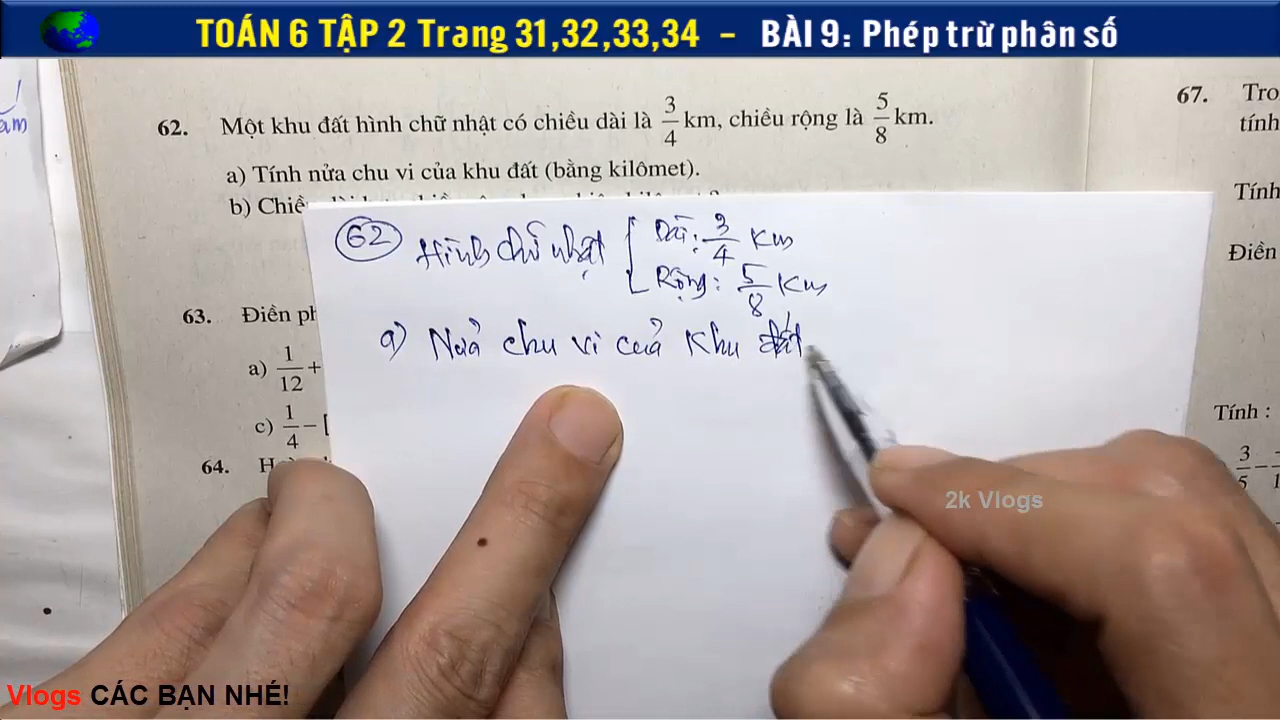 TOÁN 6 TẬP 2 Trang 31,32,33,34 – BÀI 9: Phép trừ phân số
62. Một khu đất hình chữ nhật có chiều dài là 3/4 km, chiều rộng là 5/8 km.
a) Tính nửa chu vi của khu đất (bằng kilômet).
b)
62 Hình chữ nhật { Dài: 3/4 Km
Rộng: 5/8 Km
a) Nửa chu vi của Khu đất
63. Điền
a) 1/12 +
c) 1/4 – [
64.
67.
tính
Tính
Điền
Tính :
3/5 –
2k Vlogs
Vlogs CÁC BẠN NHÉ!